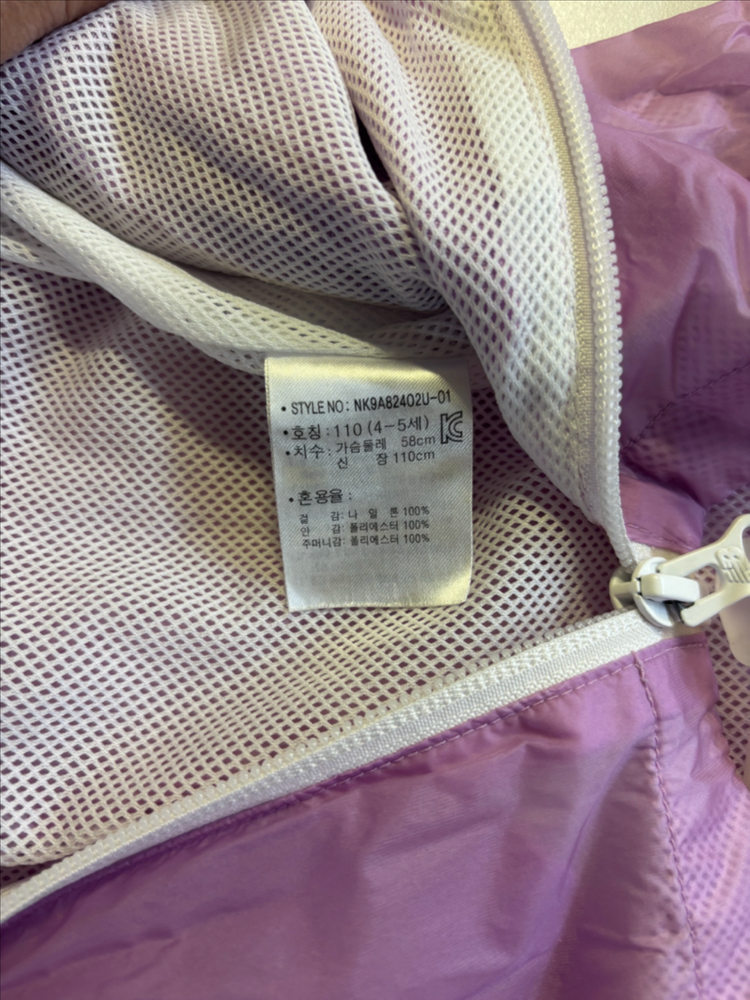 • STYLE NO: NK9A82402U-01
• 호칭 : 110 (4-5세)
• 치수 : 가슴둘레 58cm
신 장 110cm
• 혼용율 :
겉 감: 나 일 론 100%
안 감: 폴리에스터 100%
주머니감: 폴리에스터 100%